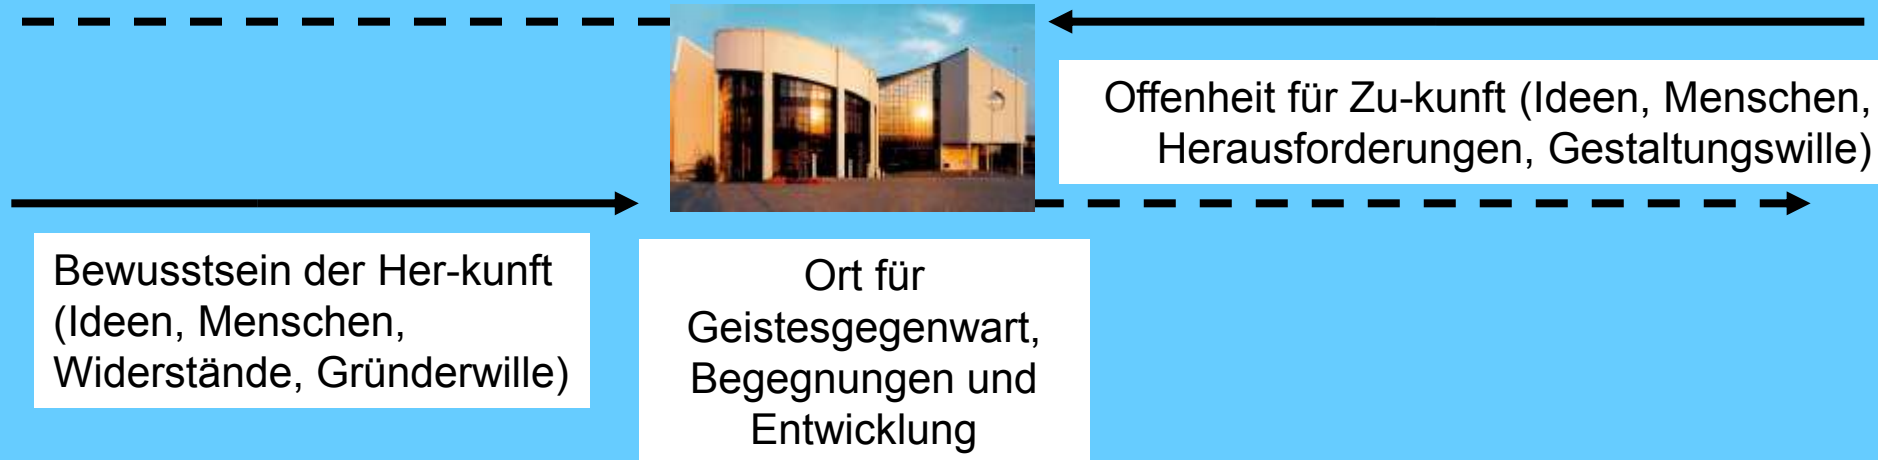 Offenheit für Zu-kunft (Ideen, Menschen,
Herausforderungen, Gestaltungswille)
Bewusstsein der Her-kunft
(Ideen, Menschen,
Widerstände, Gründerwille)
Ort für
Geistesgegenwart,
Begegnungen und
Entwicklung